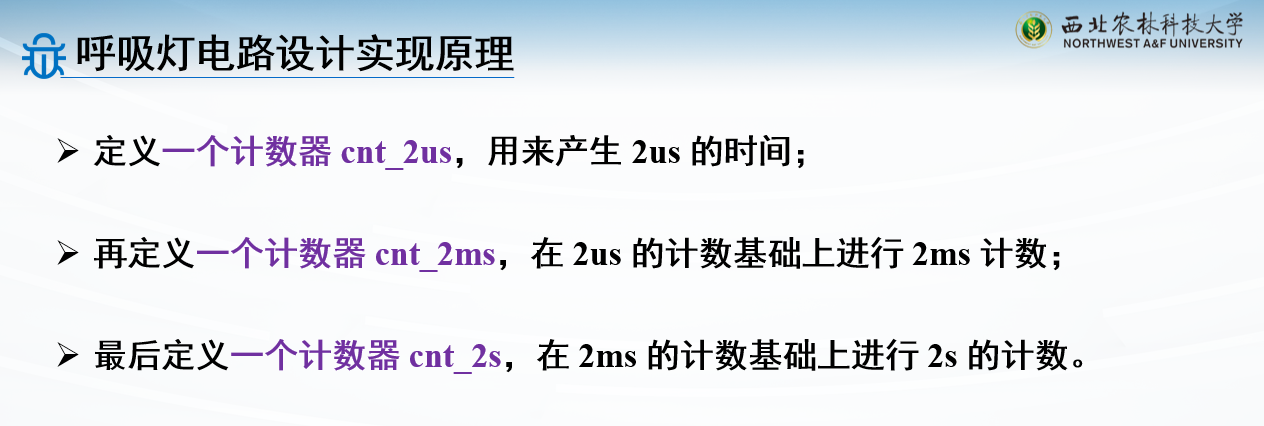 呼吸灯电路设计实现原理
西北农林科技大学
NORTHWEST A&F UNIVERSITY
➢ 定义一个计数器 cnt_2us，用来产生 2us 的时间；
➢ 再定义一个计数器 cnt_2ms，在 2us 的计数基础上进行 2ms 计数；
➢ 最后定义一个计数器 cnt_2s，在 2ms 的计数基础上进行 2s 的计数。